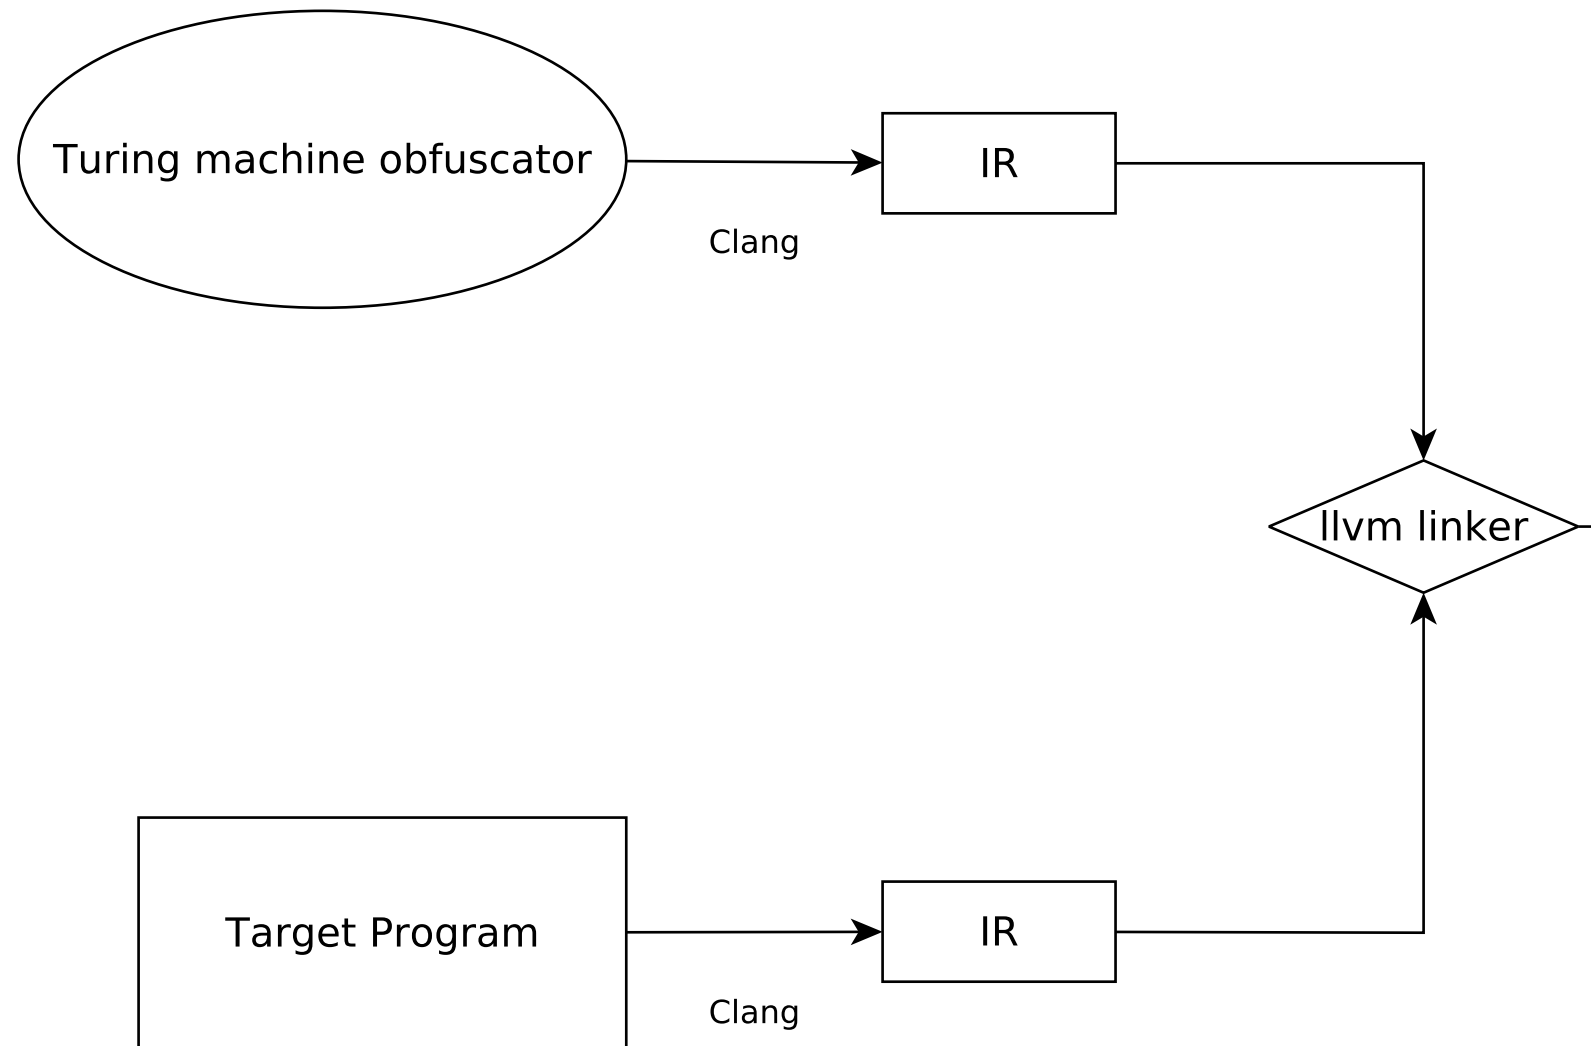 Turing machine obfuscator
IR
Clang
llvm linker
Target Program
IR
Clang